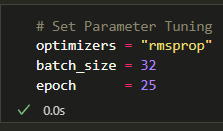 # Set Parameter Tuning
optimizers = "rmsprop"
batch_size = 32
epoch      = 25
✓ 0.0s